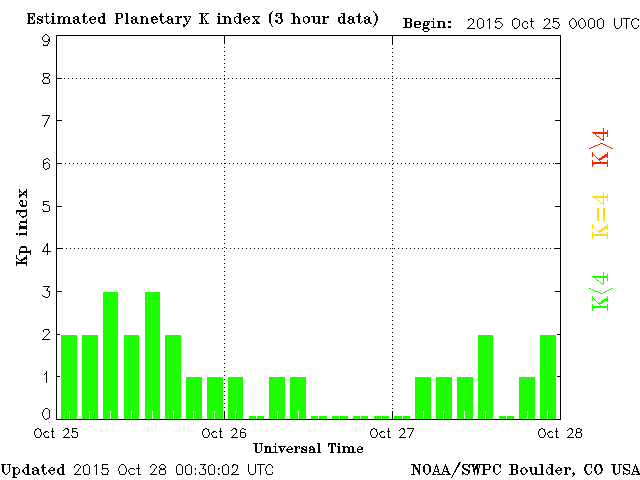 Estimated Planetary K index (3 hour data) Begin: 2015 Oct 25 0000 UTC
9
8
7
6
5
4
3
2
1
0
Kp index
K>4
K=4
K<4
Oct 25 Oct 26 Oct 27 Oct 28
Universal Time
Updated 2015 Oct 28 00:30:02 UTC NOAA/SWPC Boulder, CO USA